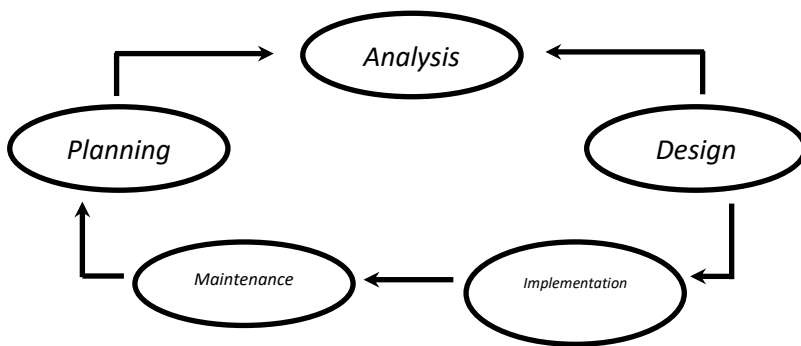 Analysis
Planning
Design
Maintenance
Implementation